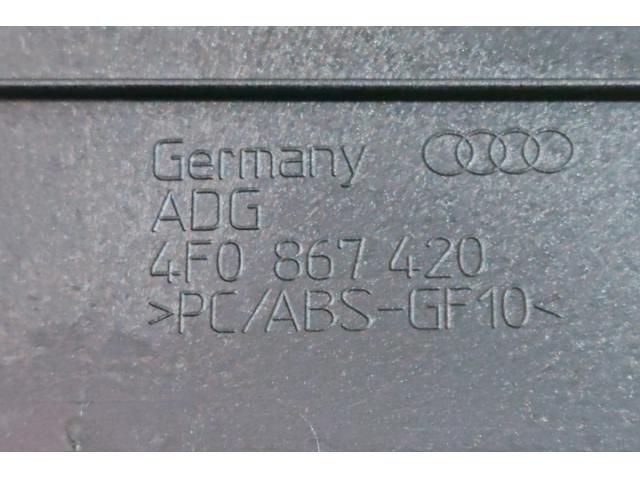 Germany
ADG
4F0 867 420
>PC/ABS-GF10<